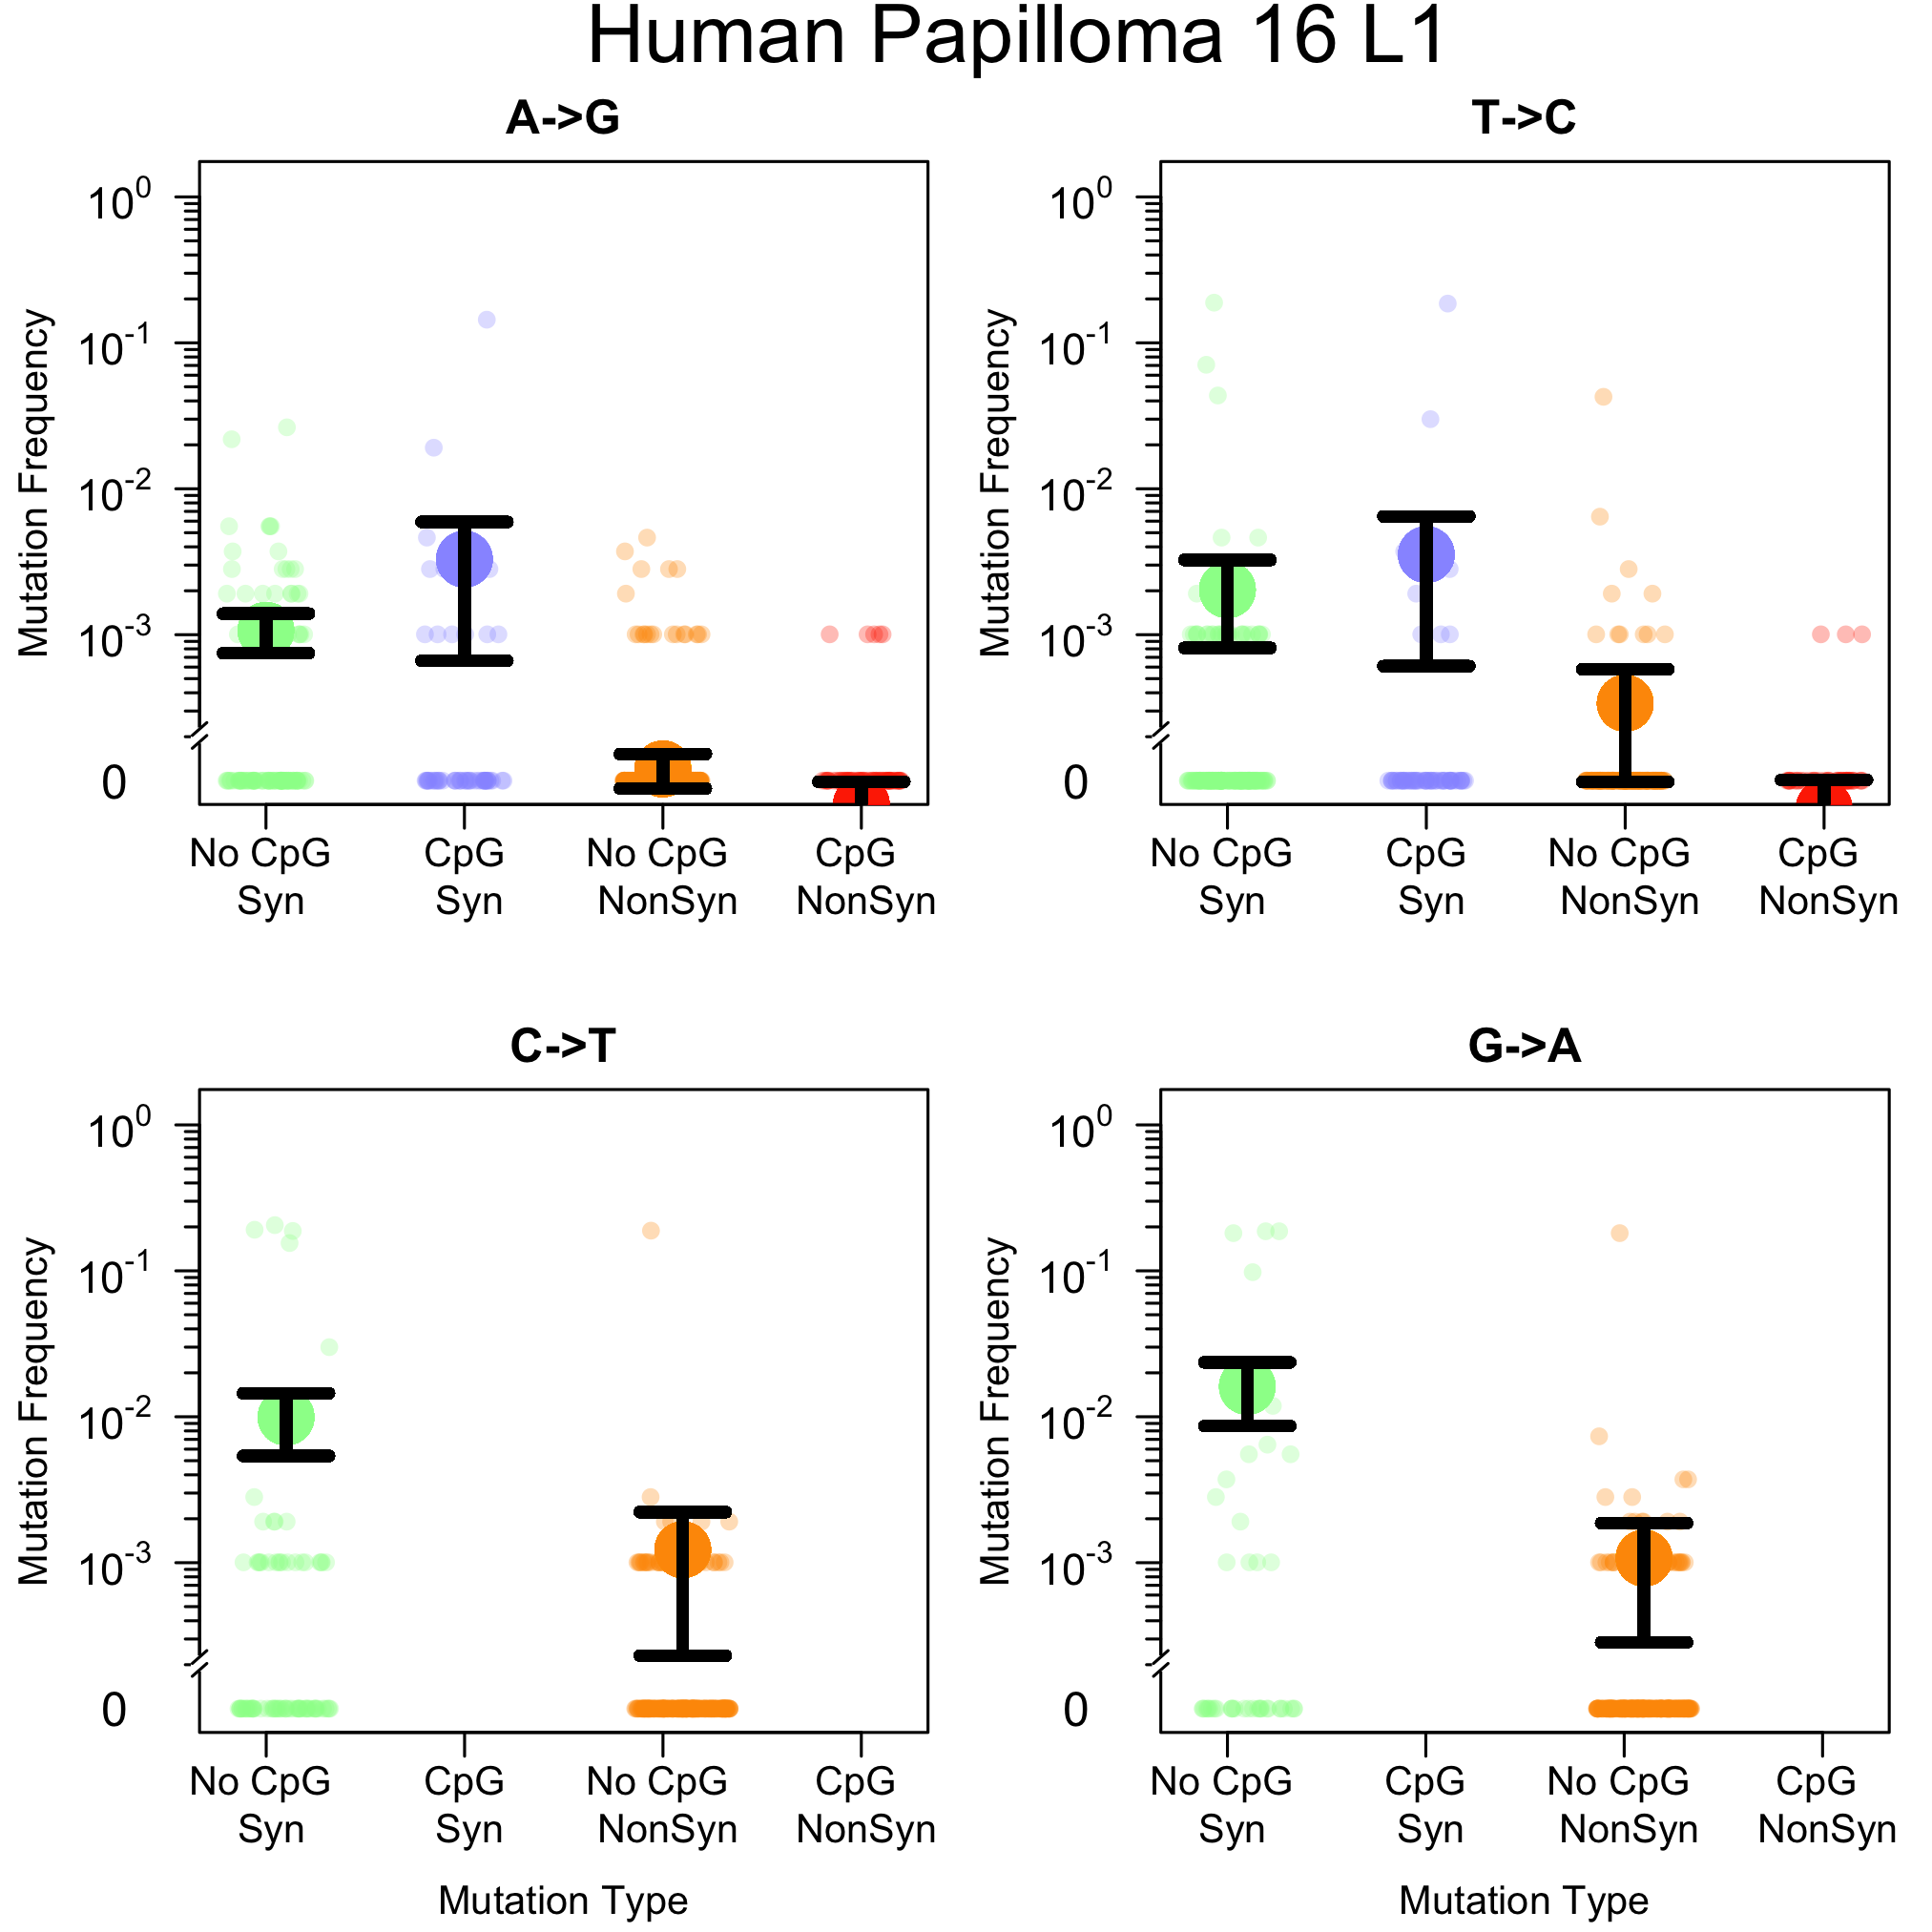 Human Papilloma 16 L1
A->G
Mutation Frequency
10^0
10^-1
10^-2
10^-3
0
No CpG CpG No CpG CpG
Syn Syn NonSyn NonSyn
T->C
Mutation Frequency
10^0
10^-1
10^-2
10^-3
0
No CpG CpG No CpG CpG
Syn Syn NonSyn NonSyn
C->T
Mutation Frequency
10^0
10^-1
10^-2
10^-3
0
No CpG CpG No CpG CpG
Syn Syn NonSyn NonSyn
Mutation Type
G->A
Mutation Frequency
10^0
10^-1
10^-2
10^-3
0
No CpG CpG No CpG CpG
Syn Syn NonSyn NonSyn
Mutation Type